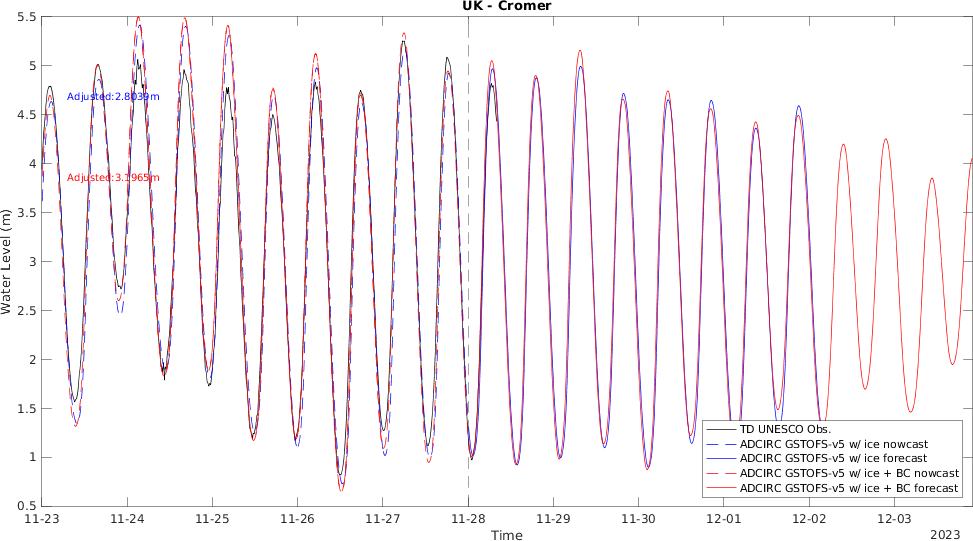 UK - Cromer
5.5
5
4.5
4
3.5
3
2.5
2
1.5
1
0.5
Water Level (m)
Adjusted:2.8039m
Adjusted:3.1965m
TD UNESCO Obs.
ADCIRC GSTOFS-v5 w/ ice nowcast
ADCIRC GSTOFS-v5 w/ ice forecast
ADCIRC GSTOFS-v5 w/ ice + BC nowcast
ADCIRC GSTOFS-v5 w/ ice + BC forecast
11-23 11-24 11-25 11-26 11-27 11-28 11-29 11-30 12-01 12-02 12-03
Time
2023